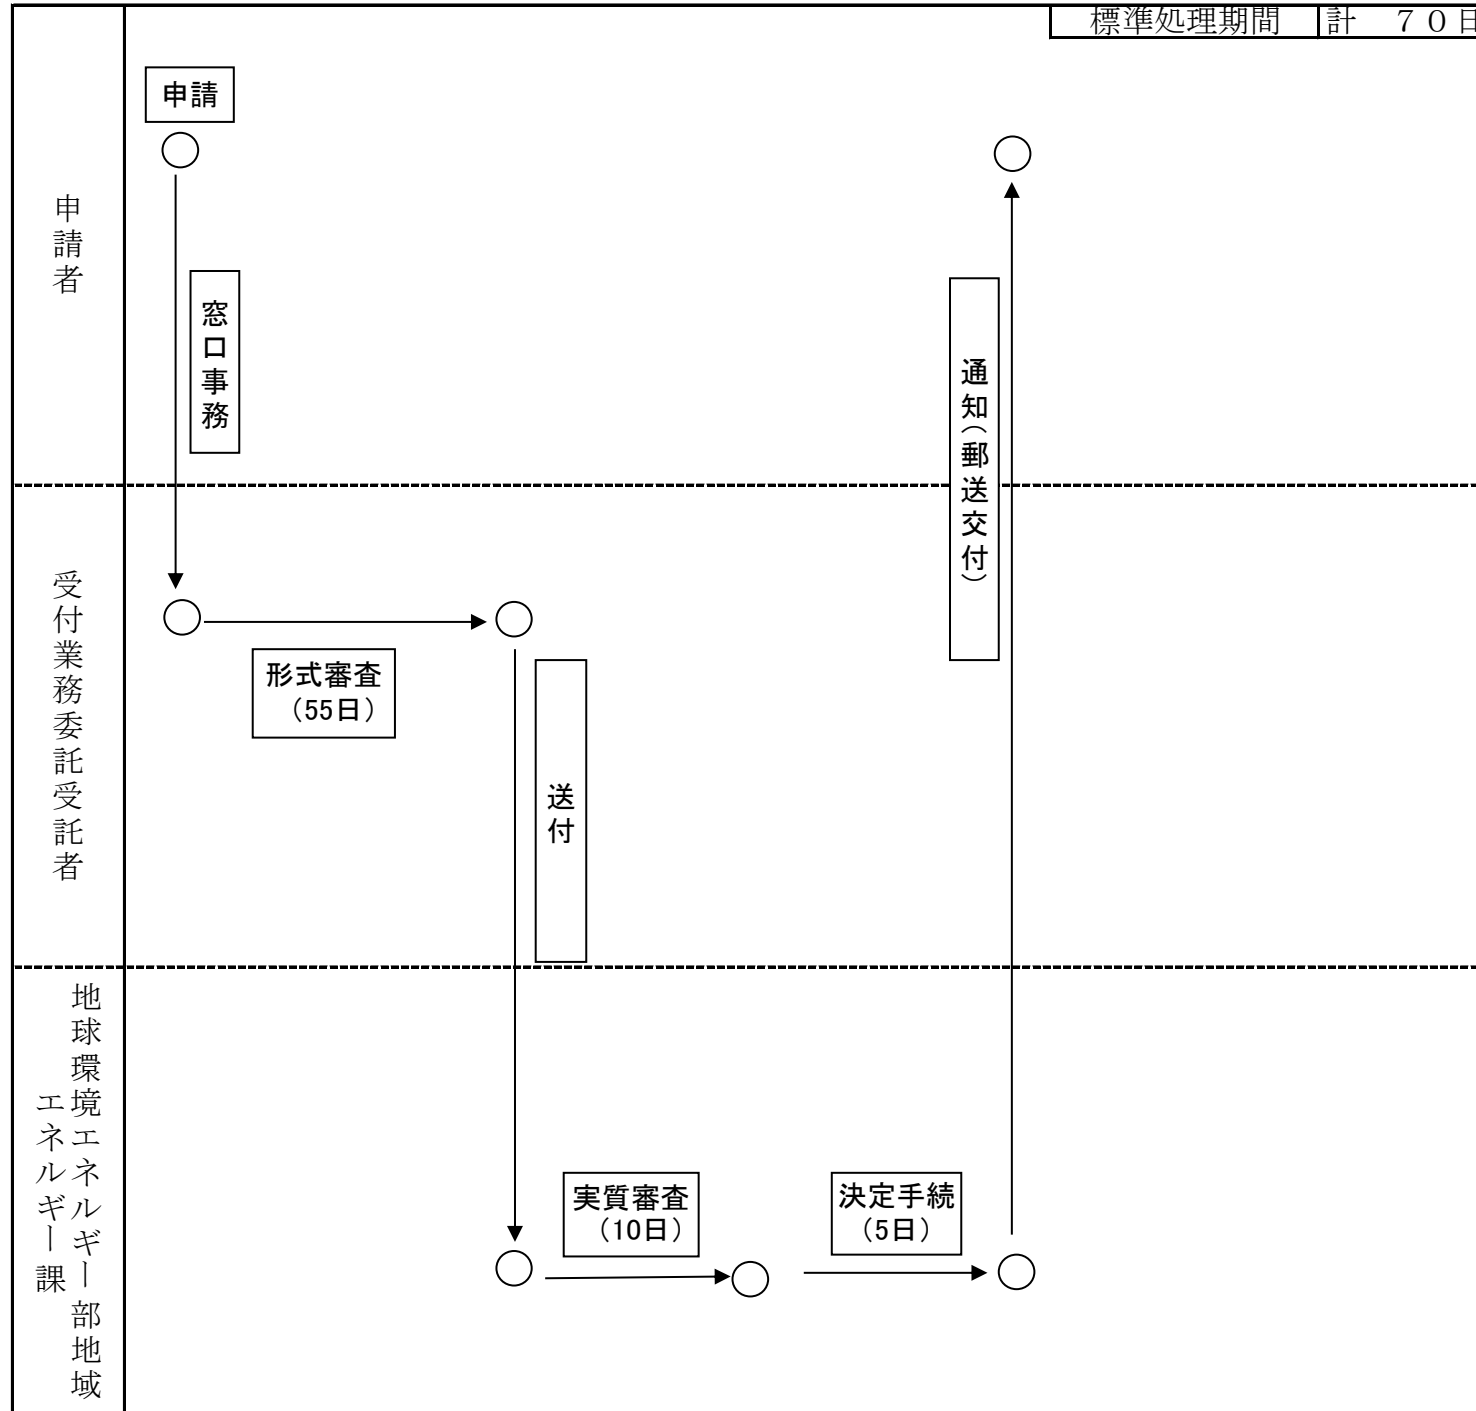 標準処理期間 計 ７０日
申請
申請者
窓口事務
通知（郵送交付）
受付業務委託受託者
形式審査
（55日）
送付
地球環境エネルギー部地域
エネルギー課
実質審査
（10日）
決定手続
（5日）